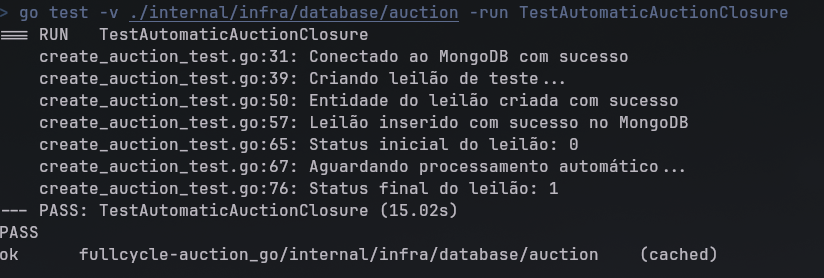 > go test -v ./internal/infra/database/auction -run TestAutomaticAuctionClosure
=== RUN   TestAutomaticAuctionClosure
    create_auction_test.go:31: Conectado ao MongoDB com sucesso
    create_auction_test.go:39: Criando leilão de teste...
    create_auction_test.go:50: Entidade do leilão criada com sucesso
    create_auction_test.go:57: Leilão inserido com sucesso no MongoDB
    create_auction_test.go:65: Status inicial do leilão: 0
    create_auction_test.go:67: Aguardando processamento automático...
    create_auction_test.go:76: Status final do leilão: 1
--- PASS: TestAutomaticAuctionClosure (15.02s)
PASS
ok      fullcycle-auction_go/internal/infra/database/auction    (cached)